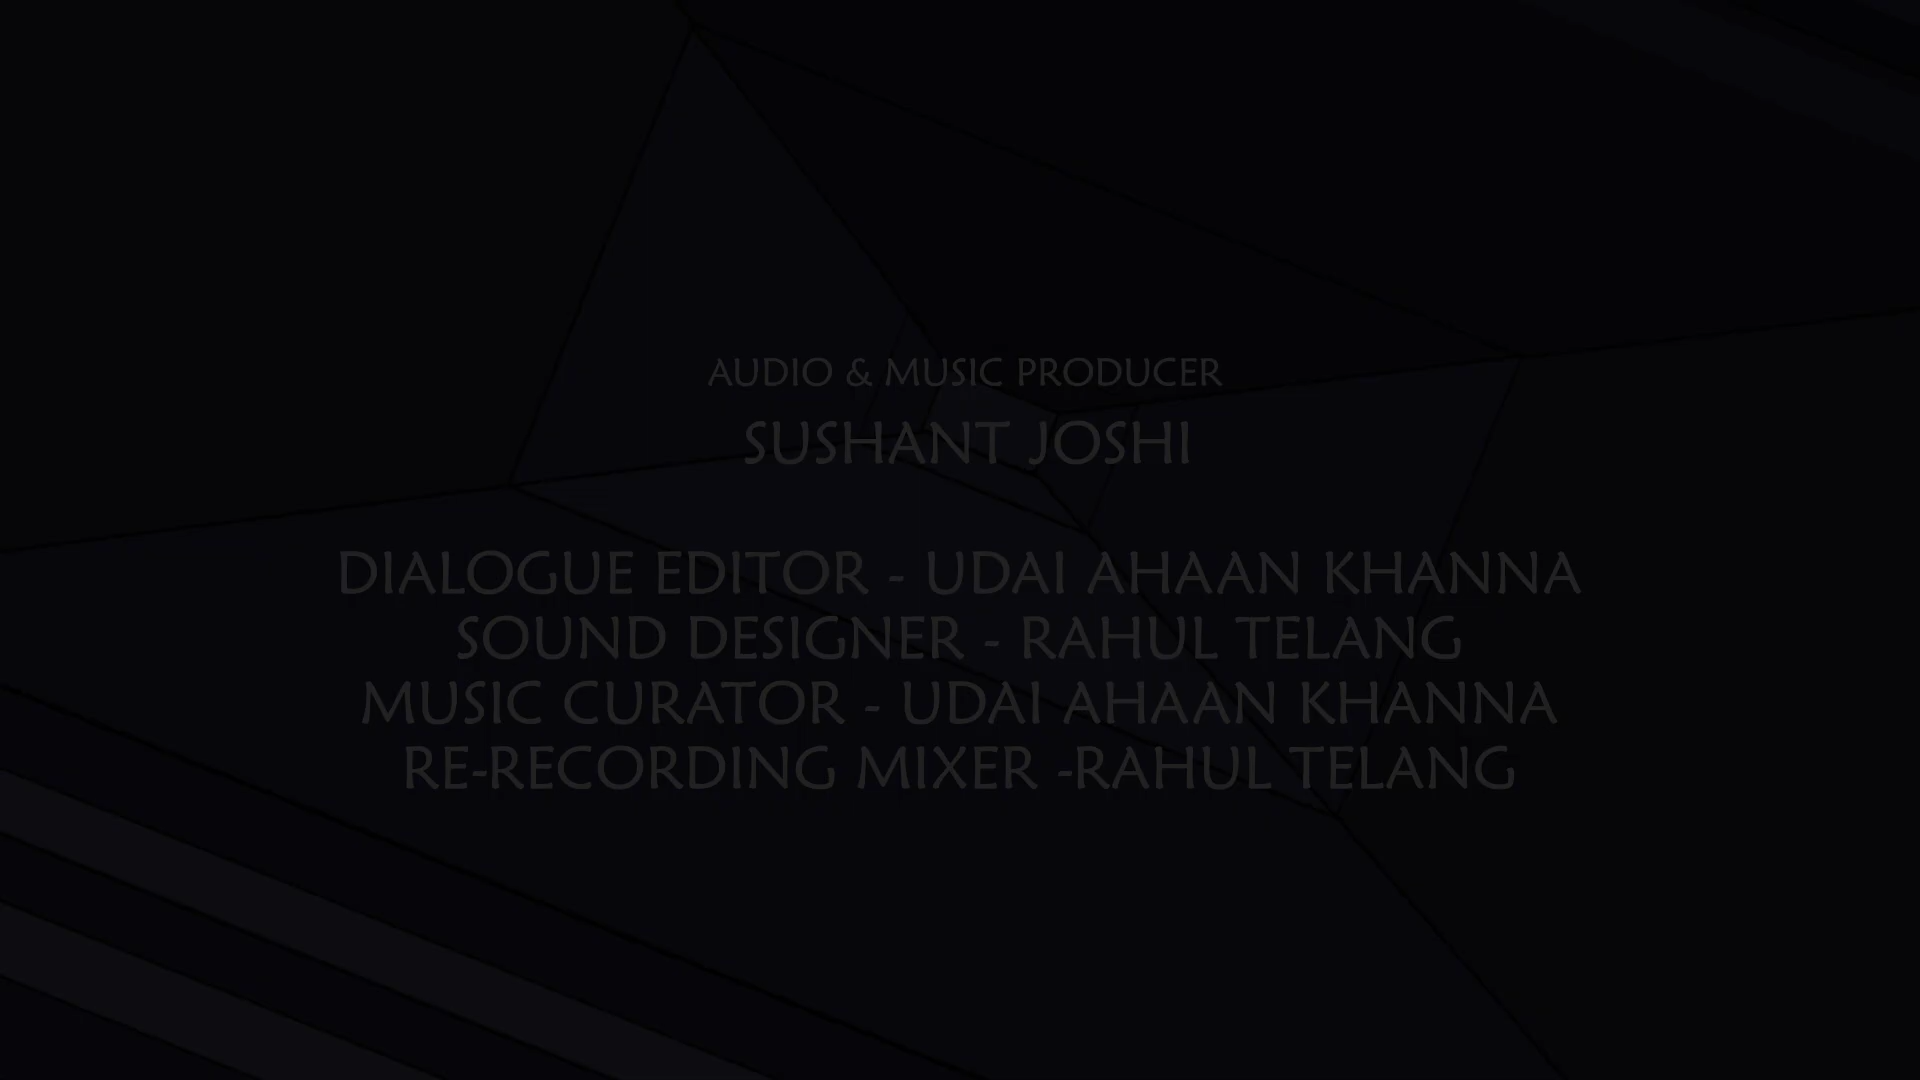 AUDIO & MUSIC PRODUCER
SUSHANT JOSHI
DIALOGUE EDITOR - UDAI AHAAN KHANNA
SOUND DESIGNER - RAHUL TELANG
MUSIC CURATOR - UDAI AHAAN KHANNA
RE-RECORDING MIXER -RAHUL TELANG